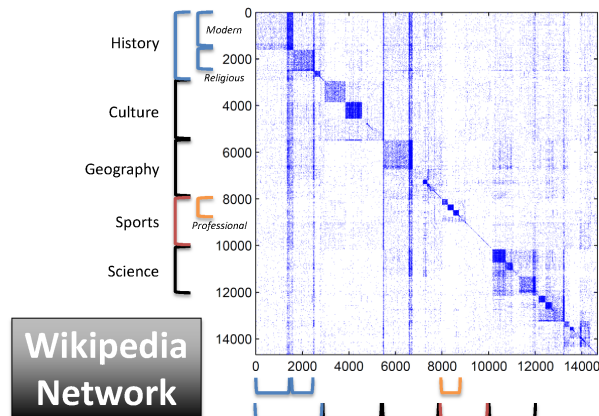 0
History
Modern
2000
Religious
4000
Culture
6000
Geography
8000
Sports
Professional
10000
Science
12000
14000
0 2000 4000 6000 8000 10000 12000 14000
Wikipedia
Network